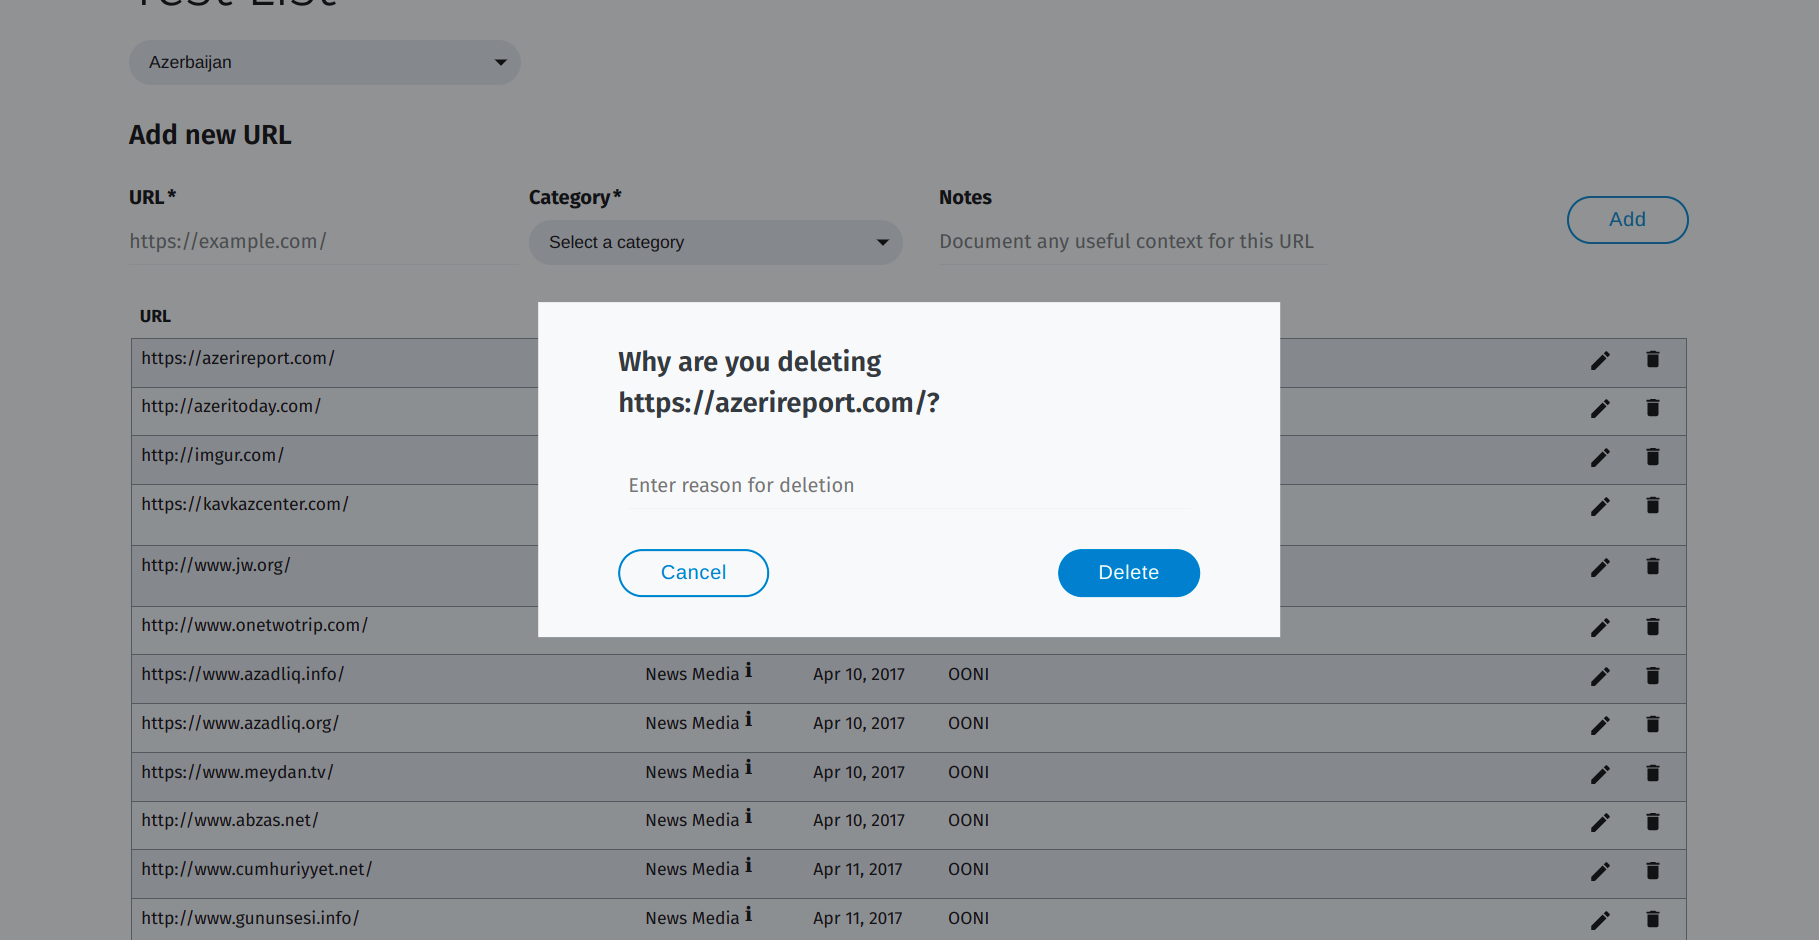 Test List
Azerbaijan
Add new URL
URL* Category* Notes
https://example.com/ Select a category Document any useful context for this URL Add
URL
https://azerireport.com/
http://azeritoday.com/
http://imgur.com/
https://kavkazcenter.com/
http://www.jw.org/
http://www.onetwotrip.com/
Why are you deleting
https://azerireport.com/?
Enter reason for deletion
Cancel Delete
https://www.azadliq.info/ News Media i Apr 10, 2017 OONI
https://www.azadliq.org/ News Media i Apr 10, 2017 OONI
https://www.meydan.tv/ News Media i Apr 10, 2017 OONI
http://www.abzas.net/ News Media i Apr 10, 2017 OONI
http://www.cumhuriyyet.net/ News Media i Apr 11, 2017 OONI
http://www.gununsesi.info/ News Media i Apr 11, 2017 OONI